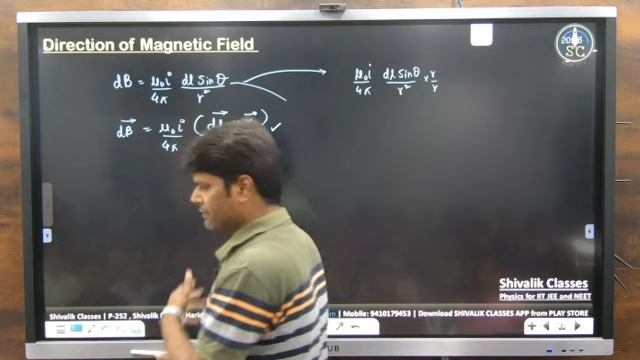 Direction of Magnetic Field
dB = μ₀i/4π dl Sinθ/r²
μ₀i/4π dl Sinθ/r² × r/r
dB⃗ = μ₀i/4π (dl⃗ ) ✓
SC
Shivalik Classes
Physics for IIT JEE and NEET
Shivalik Classes | P-252, Shivalik
| Mobile: 9410179453 | Download SHIVALIK CLASSES APP from PLAY STORE